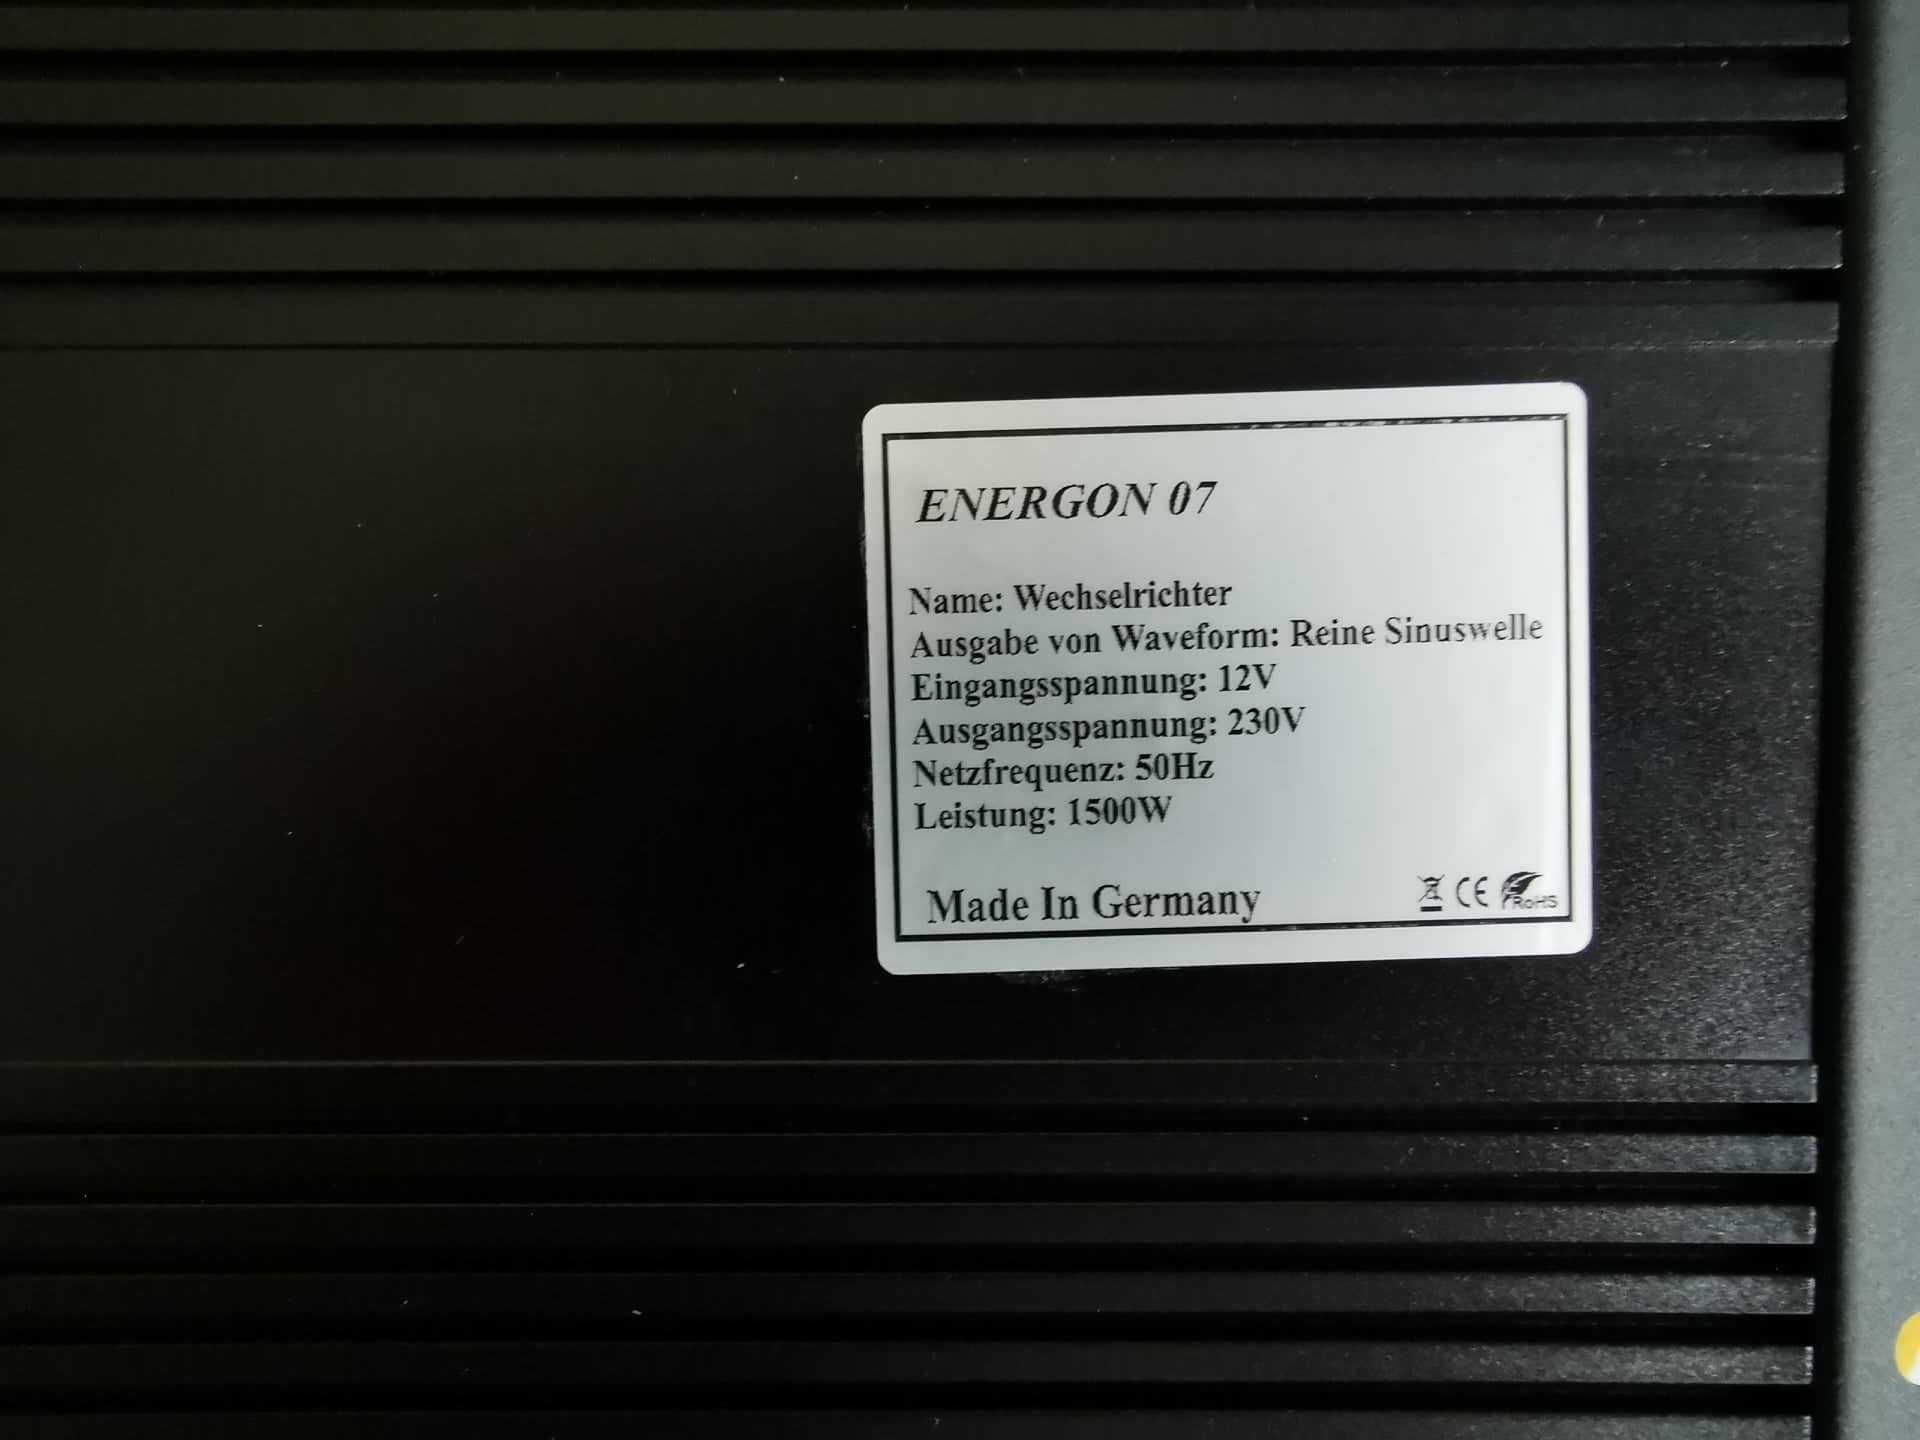 ENERGON 07
Name: Wechselrichter
Ausgabe von Waveform: Reine Sinuswelle
Eingangsspannung: 12V
Ausgangsspannung: 230V
Netzfrequenz: 50Hz
Leistung: 1500W
Made In Germany
CE RoHS